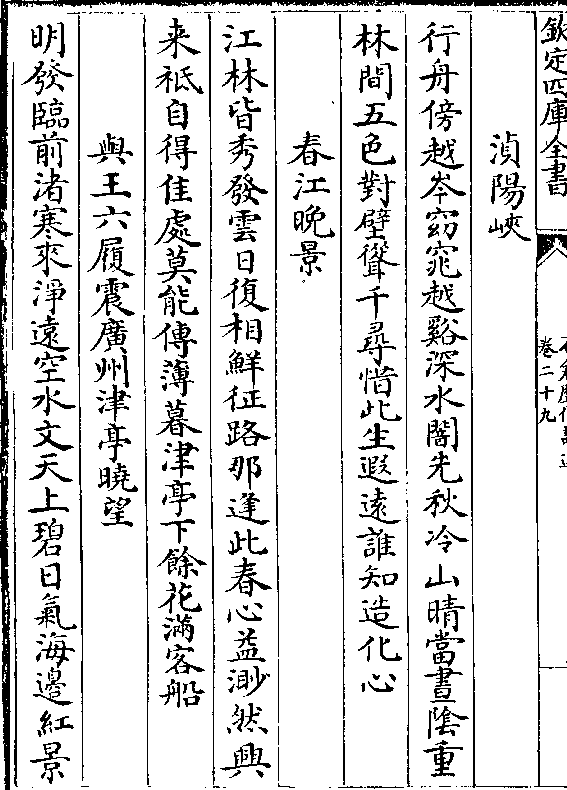 欽定四庫全書
卷二十九
湞陽峽
行舟傍越岑窈窕越谿深水闇先秋冷山晴當晝陰重
林間五色對壁聳千尋惜此生遐遠誰知造化心
春江晚景
江林皆秀發雲日復相鮮征路那逢此春心益渺然興
来祗自得佳處莫能傳薄暮津亭下餘花滿客船
與王六履震廣州津亭曉望
明發臨前渚寒來淨遠空水文天上碧日氣海邊紅景